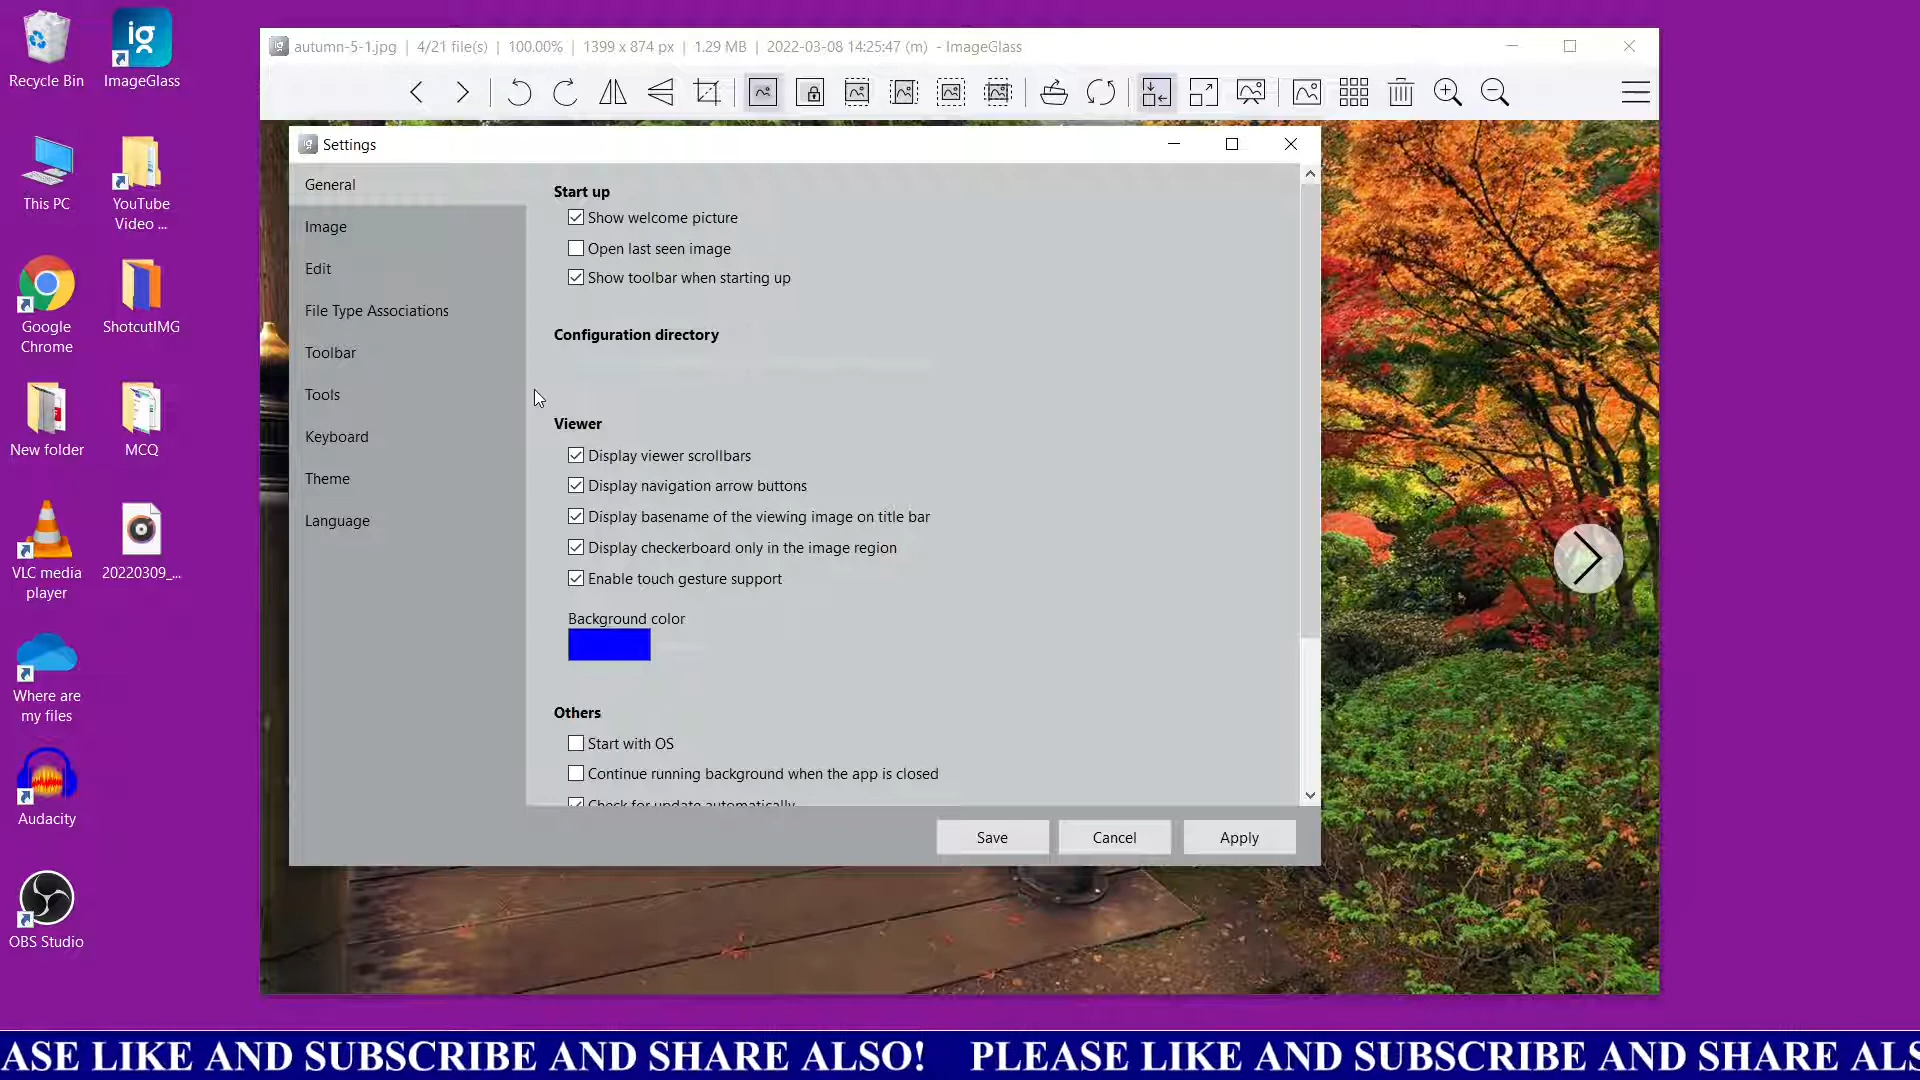 Recycle Bin
ImageGlass
This PC
YouTube
Video ...
Google
Chrome
ShotcutIMG
New folder
MCQ
VLC media
player
20220309_...
Where are
my files
Audacity
OBS Studio
autumn-5-1.jpg | 4/21 file(s) | 100.00% | 1399 x 874 px | 1.29 MB | 2022-03-08 14:25:47 (m) - ImageGlass
Settings
General
Image
Edit
File Type Associations
Toolbar
Tools
Keyboard
Theme
Language
Start up
Show welcome picture
Open last seen image
Show toolbar when starting up
Configuration directory
Viewer
Display viewer scrollbars
Display navigation arrow buttons
Display basename of the viewing image on title bar
Display checkerboard only in the image region
Enable touch gesture support
Background color
Others
Start with OS
Continue running background when the app is closed
Check for update automatically
Save
Cancel
Apply
ASE LIKE AND SUBSCRIBE AND SHARE ALSO! PLEASE LIKE AND SUBSCRIBE AND SHARE ALS